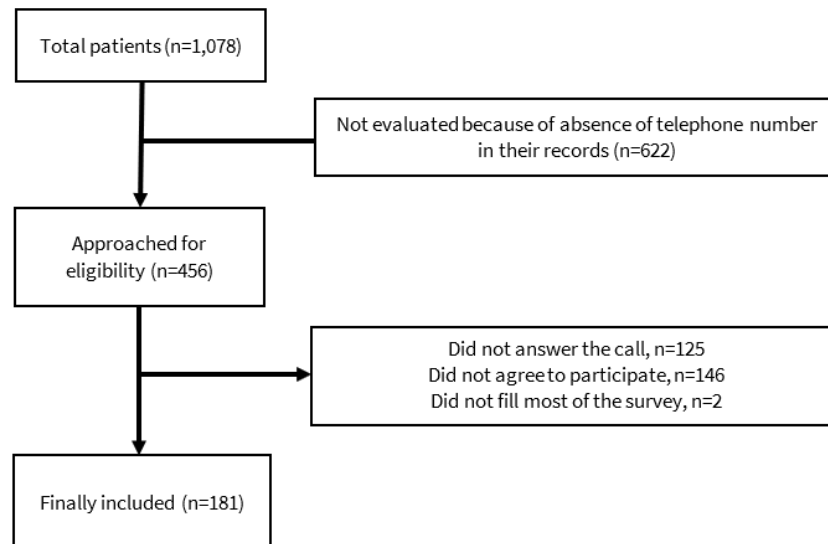 Total patients (n=1,078)
Not evaluated because of absence of telephone number
in their records (n=622)
Approached for
eligibility (n=456)
Did not answer the call, n=125
Did not agree to participate, n=146
Did not fill most of the survey, n=2
Finally included (n=181)